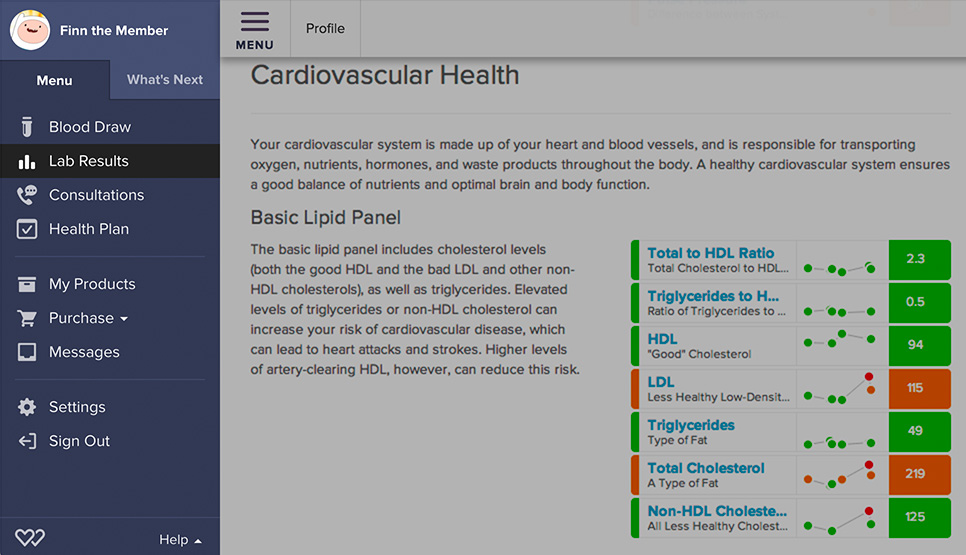 Finn the Member
Menu
What's Next
Blood Draw
Lab Results
Consultations
Health Plan
My Products
Purchase
Messages
Settings
Sign Out
Help
MENU
Profile
Cardiovascular Health
Your cardiovascular system is made up of your heart and blood vessels, and is responsible for transporting
oxygen, nutrients, hormones, and waste products throughout the body. A healthy cardiovascular system ensures
a good balance of nutrients and optimal brain and body function.
Basic Lipid Panel
The basic lipid panel includes cholesterol levels
(both the good HDL and the bad LDL and other non-
HDL cholesterols), as well as triglycerides. Elevated
levels of triglycerides or non-HDL cholesterol can
increase your risk of cardiovascular disease, which
can lead to heart attacks and strokes. Higher levels
of artery-clearing HDL, however, can reduce this risk.
Total to HDL Ratio
Total Cholesterol to HDL...
2.3
Triglycerides to H...
Ratio of Triglycerides to ...
0.5
HDL
"Good" Cholesterol
94
LDL
Less Healthy Low-Densit...
115
Triglycerides
Type of Fat
49
Total Cholesterol
A Type of Fat
219
Non-HDL Choleste...
All Less Healthy Cholest...
125